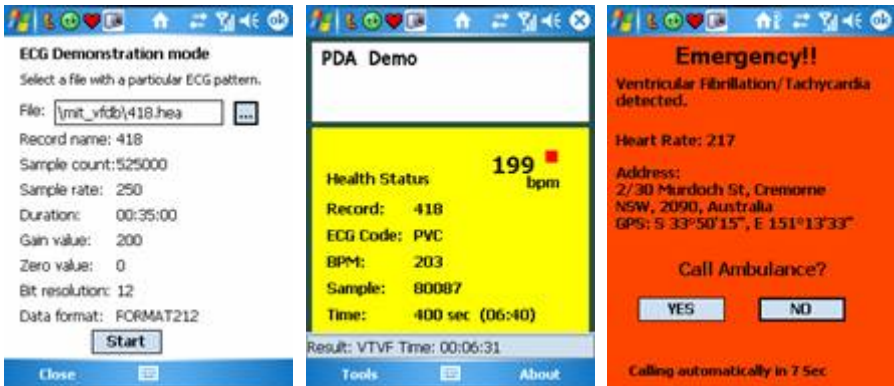 ok
ECG Demonstration mode
Select a file with a particular ECG pattern.
File: \mit_vfdb\418.hea ...
Record name: 418
Sample count:525000
Sample rate: 250
Duration: 00:35:00
Gain value: 200
Zero value: 0
Bit resolution: 12
Data format: FORMAT212
Start
Close
PDA Demo
199
bpm
Health Status
Record: 418
ECG Code: PVC
BPM: 203
Sample: 80087
Time: 400 sec (06:40)
Result: VTVF Time: 00:06:31
Tools About
ok
Emergency!!
Ventricular Fibrillation/Tachycardia
detected.
Heart Rate: 217
Address:
2/30 Murdoch St, Cremorne
NSW, 2090, Australia
GPS: S 33º50'15", E 151º13'33"
Call Ambulance?
YES NO
Calling automatically in 7 Sec